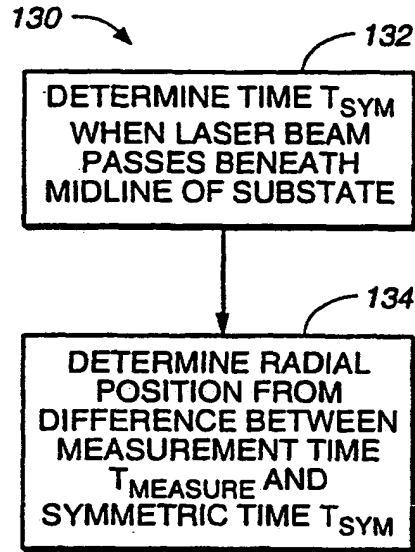 130
132
DETERMINE TIME TSYM
WHEN LASER BEAM
PASSES BENEATH
MIDLINE OF SUBSTATE
134
DETERMINE RADIAL
POSITION FROM
DIFFERENCE BETWEEN
MEASUREMENT TIME
TMEASURE AND
SYMMETRIC TIME TSYM